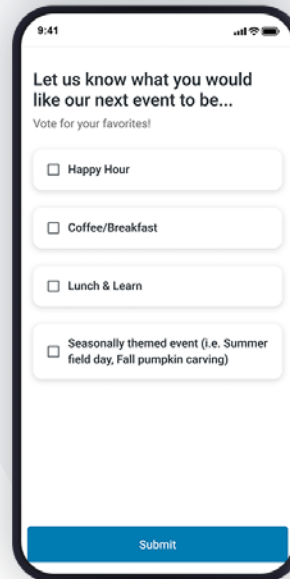 9:41
Let us know what you would
like our next event to be...
Vote for your favorites!
Happy Hour
Coffee/Breakfast
Lunch & Learn
Seasonally themed event (i.e. Summer
field day, Fall pumpkin carving)
Submit